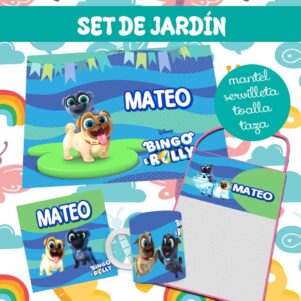 SET DE JARDÍN
mantel
servilleta
toalla
taza
MATEO
Disney
BINGO
ROLLY
MATEO
MATEO
BINGO
ROLLY